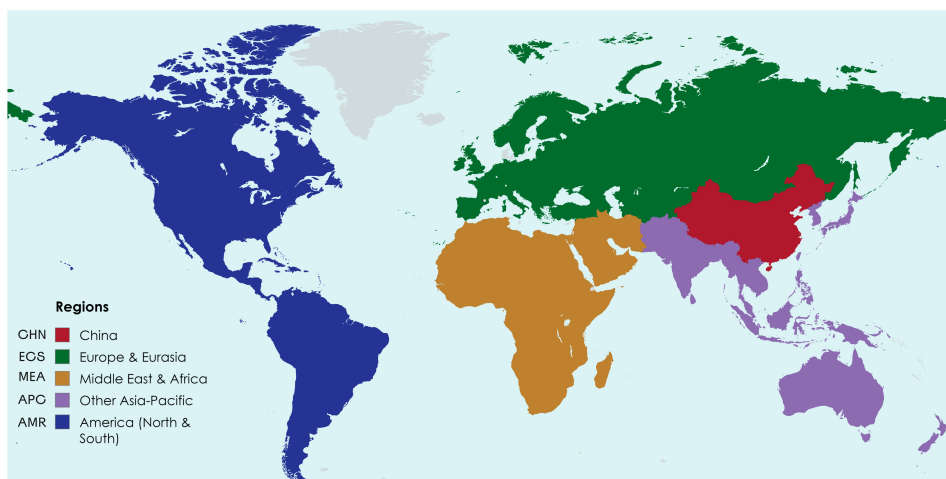 Regions
CHN China
ECS Europe & Eurasia
MEA Middle East & Africa
APC Other Asia-Pacific
AMR America (North &
South)